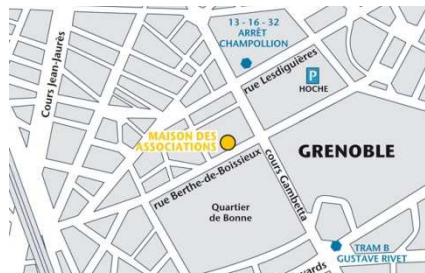 13 - 16 - 32
ARRÊT
CHAMPOLLION
Cours Jean-Jaurès
rue Lesdiguières
P
HOCHE
MAISON DES
ASSOCIATIONS
GRENOBLE
rue Berthe-de-Boissieux
cours Gambetta
Quartier
de Bonne
TRAM B
GUSTAVE RIVET